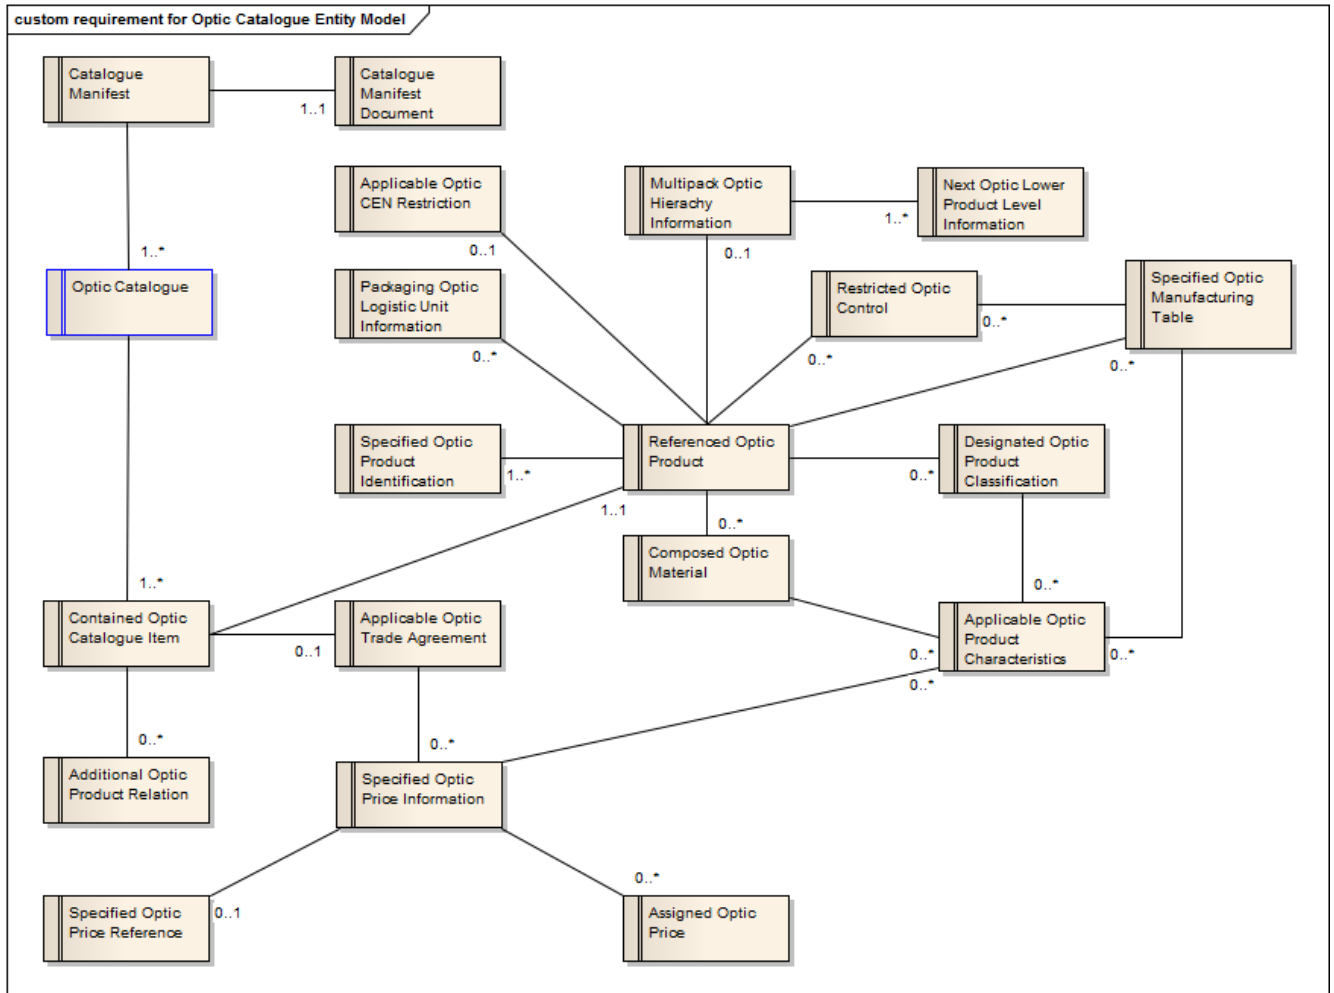 custom requirement for Optic Catalogue Entity Model
Catalogue
Manifest
1..1
Catalogue
Manifest
Document
Applicable Optic
CEN Restriction
0..1
Multipack Optic
Hierachy
Information
0..1
1..*
Next Optic Lower
Product Level
Information
1..*
Optic Catalogue
Packaging Optic
Logistic Unit
Information
0..*
Restricted Optic
Control
0..*
0..*
Specified Optic
Manufacturing
Table
0..*
Specified Optic
Product
Identification
1..*
Referenced Optic
Product
1..1
0..*
0..*
Designated Optic
Product
Classification
0..*
Composed Optic
Material
1..*
Contained Optic
Catalogue Item
0..1
Applicable Optic
Trade Agreement
0..*
Applicable Optic
Product
Characteristics
0..*
0..*
0..*
Additional Optic
Product Relation
0..*
Specified Optic
Price Information
0..*
Specified Optic
Price Reference
0..1
Assigned Optic
Price